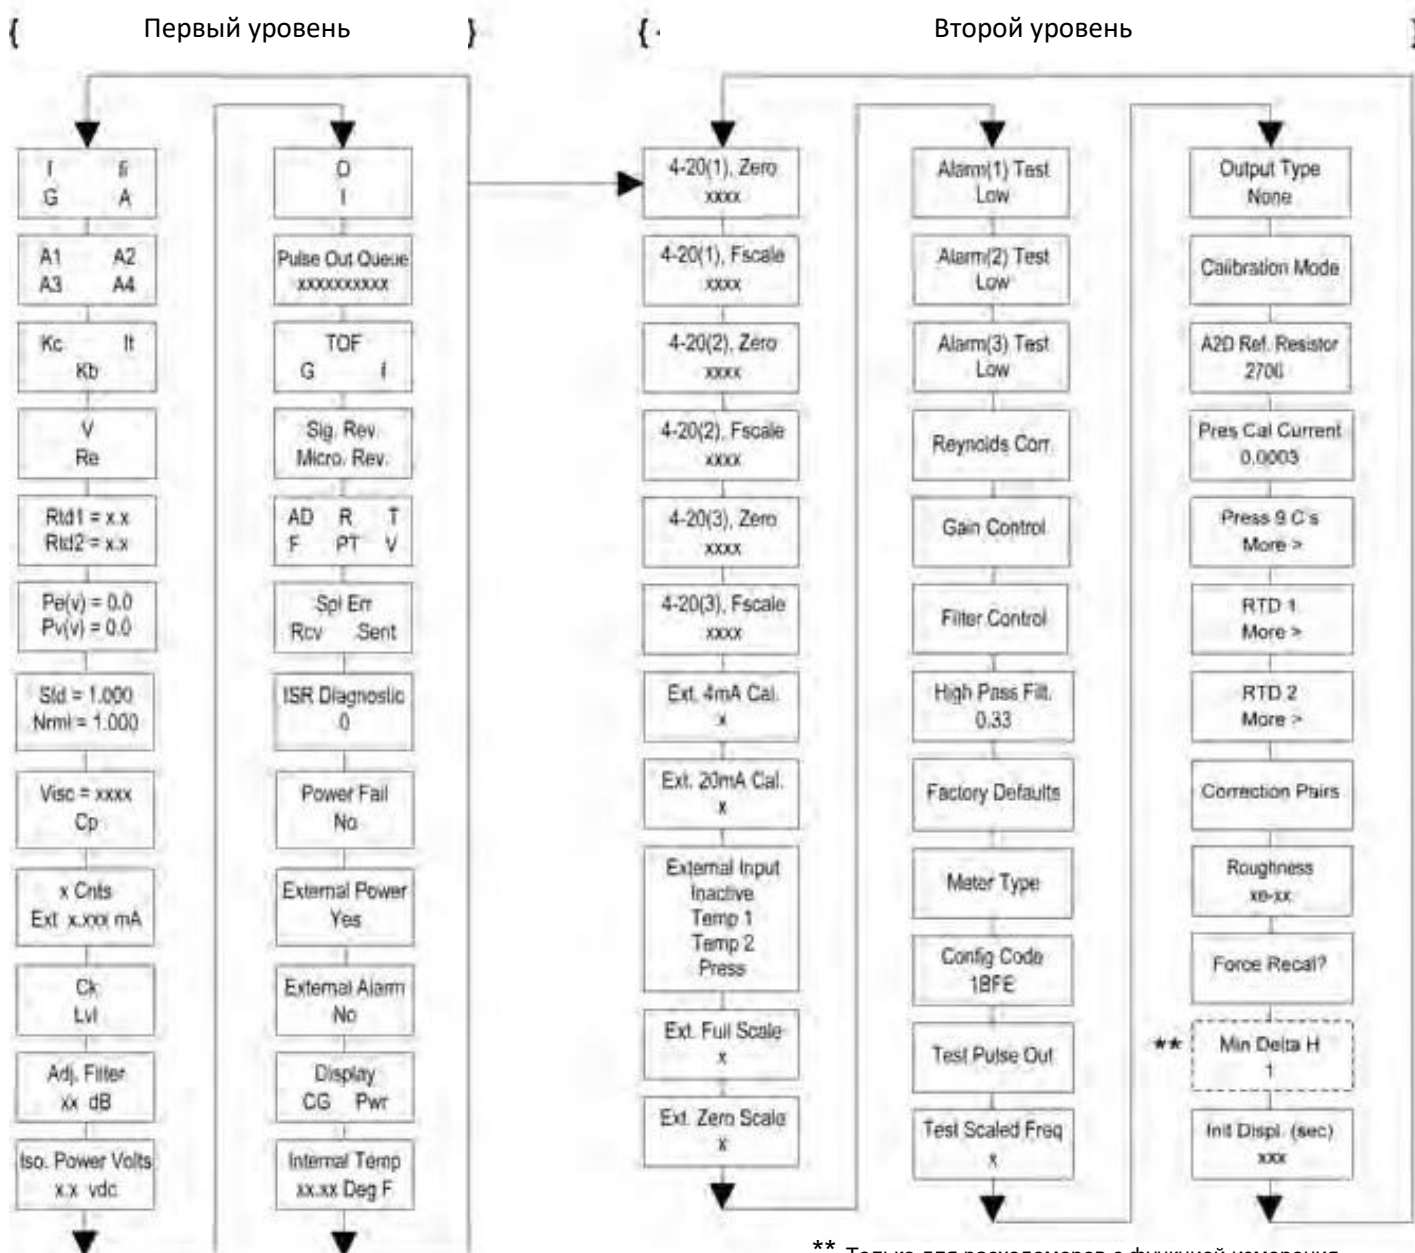 Первый уровень
f fi
G A
A1 A2
A3 A4
Kc It
Kb
V
Re
Rtd1 = x.x
Rtd2 = x.x
Pe(v) = 0.0
Pv(v) = 0.0
Std = 1.000
Nrml = 1.000
Visc = xxxx
Cp
x Cnts
Ext x.xxx mA
Ck
Lvl
Adj. Filter
xx dB
Iso. Power Volts
x.x vdc
O
I
Pulse Out Queue
xxxxxxxxxx
TOF
G f
Sig. Rev.
Micro. Rev.
AD R T
F PT V
Spi Err
Rcv Sent
ISR Diagnostic
0
Power Fail
No
External Power
Yes
External Alarm
No
Display
CG Pwr
Internal Temp
xx.xx Deg F
Второй уровень
4-20(1), Zero
xxxx
4-20(1), Fscale
xxxx
4-20(2), Zero
xxxx
4-20(2), Fscale
xxxx
4-20(3), Zero
xxxx
4-20(3), Fscale
xxxx
Ext. 4mA Cal.
x
Ext. 20mA Cal.
x
External Input
Inactive
Temp 1
Temp 2
Press
Ext. Full Scale
x
Ext. Zero Scale
x
Alarm(1) Test
Low
Alarm(2) Test
Low
Alarm(3) Test
Low
Reynolds Corr.
Gain Control
Filter Control
High Pass Filt.
0.33
Factory Defaults
Meter Type
Config Code
1BFE
Test Pulse Out
Test Scaled Freq
x
Output Type
None
Calibration Mode
A2D Ref. Resistor
2700
Pres Cal Current
0.0003
Press 9 C's
More >
RTD 1
More >
RTD 2
More >
Correction Pairs
Roughness
xe-xx
Force Recal?
** Min Delta H
1
Init Displ. (sec)
xxx
** Только для расходомеров с функцией измерения